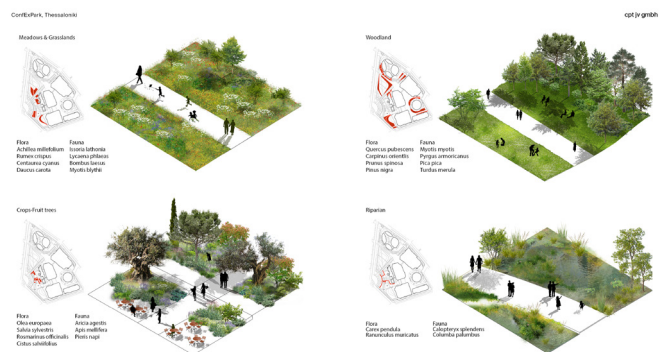 ConfExPark, Thessaloniki
cpt jv gmbh
Meadows & Grasslands
Flora
Achillea millefolium
Rumex crispus
Centaurea cyanus
Daucus carota
Fauna
Issoria lathonia
Lycaena phlaeas
Bombus laesus
Myotis blythii
Woodland
Flora
Quercus pubescens
Carpinus orientlis
Prunus spinosa
Pinus nigra
Fauna
Myotis myotis
Pyrgus armoricanus
Pica pica
Turdus merula
Crops-Fruit trees
Flora
Olea europaea
Salvia sylvestris
Rosmarinus officinalis
Cistus salviifolius
Fauna
Aricia agestis
Apis mellifera
Pieris napi
Riparian
Flora
Carex pendula
Ranunculus muricatus
Fauna
Calopteryx splendens
Columba palumbus